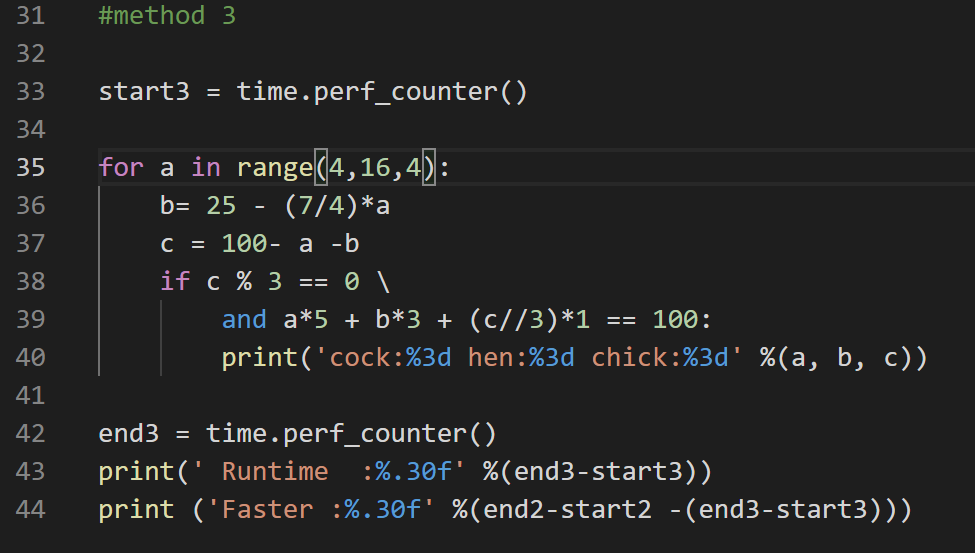 31 #method 3
32
33 start3 = time.perf_counter()
34
35 for a in range(4,16,4):
36     b= 25 - (7/4)*a
37     c = 100- a -b
38     if c % 3 == 0 \
39         and a*5 + b*3 + (c//3)*1 == 100:
40         print('cock:%3d hen:%3d chick:%3d' %(a, b, c))
41
42 end3 = time.perf_counter()
43 print(' Runtime  :%.30f' %(end3-start3))
44 print ('Faster :%.30f' %(end2-start2 -(end3-start3)))